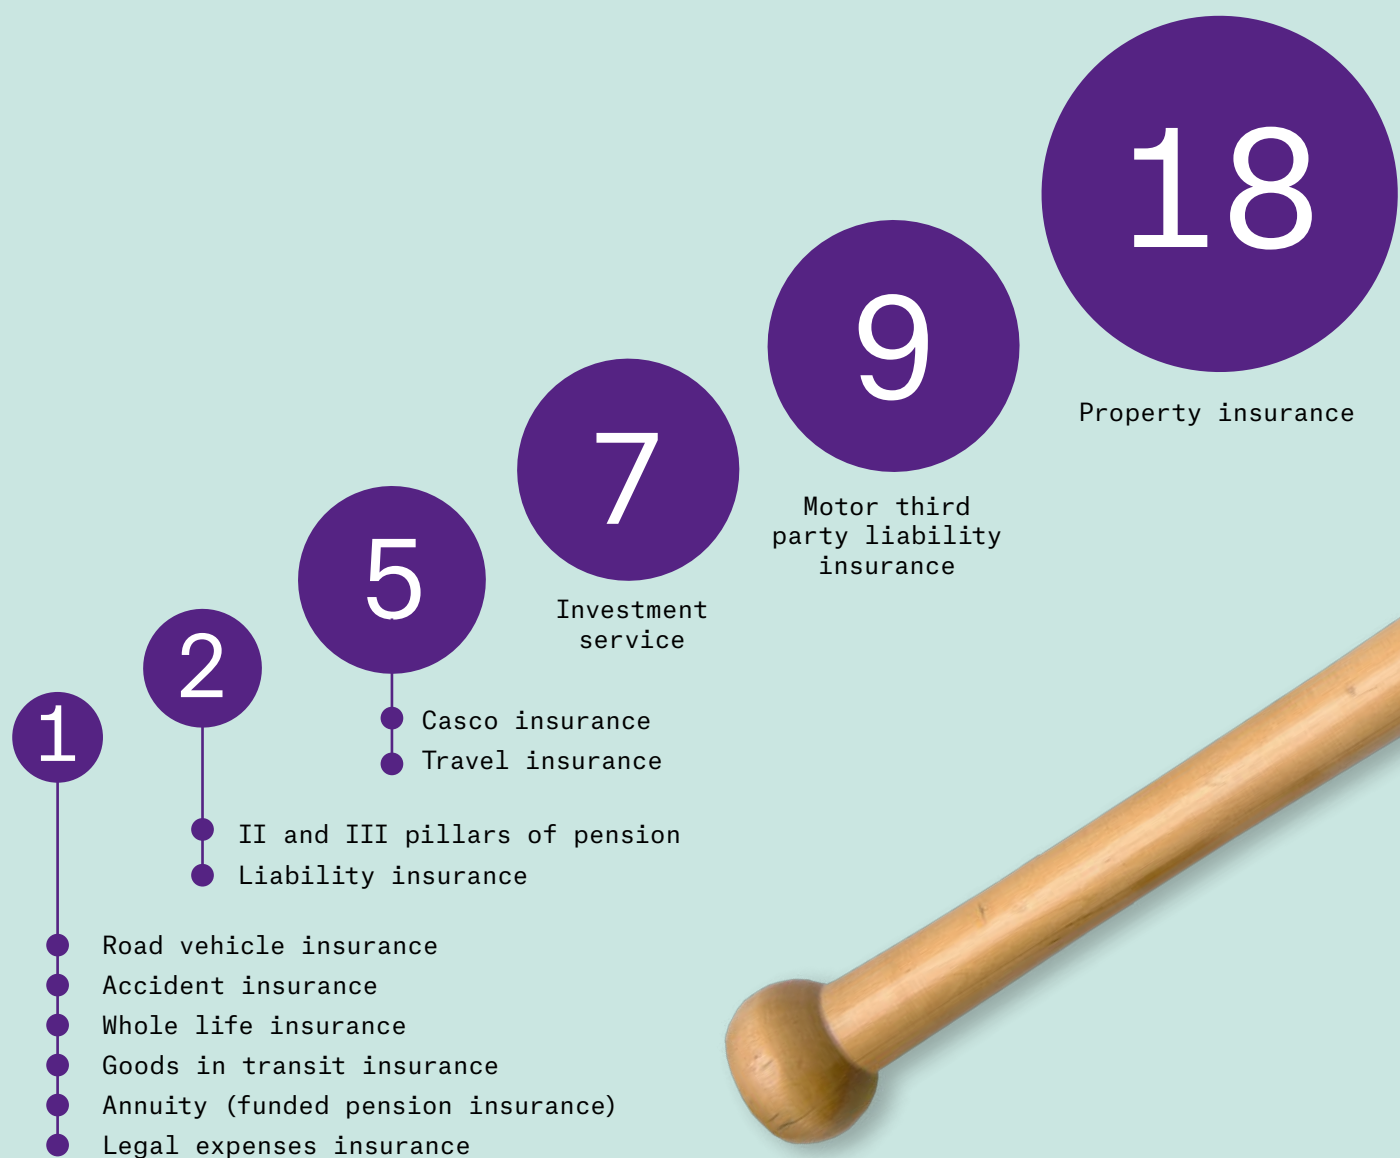 18
Property insurance
9
Motor third
party liability
insurance
7
Investment
service
5
Casco insurance
Travel insurance
2
II and III pillars of pension
Liability insurance
1
Road vehicle insurance
Accident insurance
Whole life insurance
Goods in transit insurance
Annuity (funded pension insurance)
Legal expenses insurance